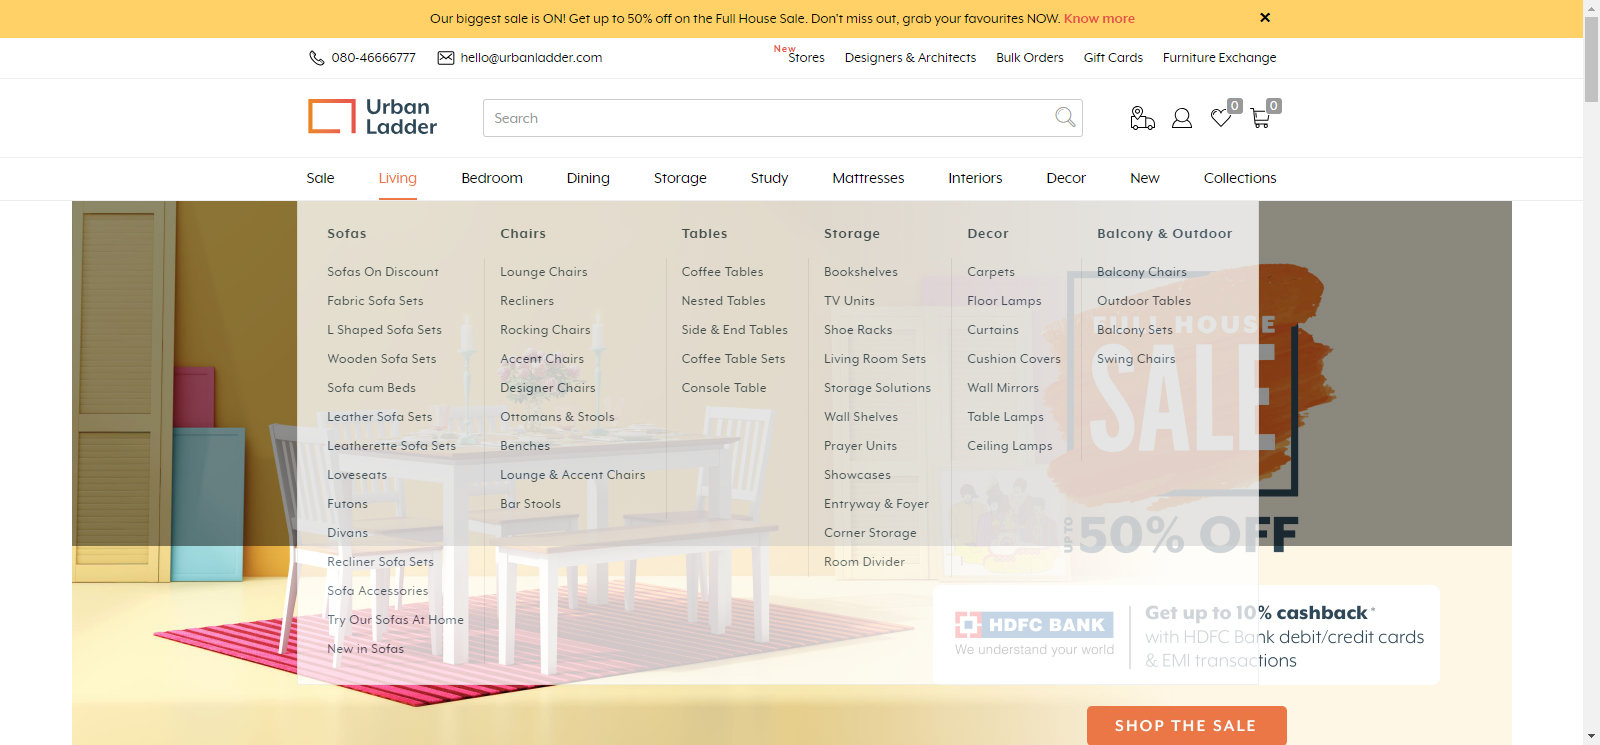 Our biggest sale is ON! Get up to 50% off on the Full House Sale. Don't miss out, grab your favourites NOW. Know more
080-46666777 hello@urbanladder.com New Stores Designers & Architects Bulk Orders Gift Cards Furniture Exchange
Urban
Ladder
Search
0 0
Sale Living Bedroom Dining Storage Study Mattresses Interiors Decor New Collections
Sofas
Sofas On Discount
Fabric Sofa Sets
L Shaped Sofa Sets
Wooden Sofa Sets
Sofa cum Beds
Leather Sofa Sets
Leatherette Sofa Sets
Loveseats
Futons
Divans
Recliner Sofa Sets
Sofa Accessories
Try Our Sofas At Home
New in Sofas
Chairs
Lounge Chairs
Recliners
Rocking Chairs
Accent Chairs
Designer Chairs
Ottomans & Stools
Benches
Lounge & Accent Chairs
Bar Stools
Tables
Coffee Tables
Nested Tables
Side & End Tables
Coffee Table Sets
Console Table
Storage
Bookshelves
TV Units
Shoe Racks
Living Room Sets
Storage Solutions
Wall Shelves
Prayer Units
Showcases
Entryway & Foyer
Corner Storage
Room Divider
Decor
Carpets
Floor Lamps
Curtains
Cushion Covers
Wall Mirrors
Table Lamps
Ceiling Lamps
Balcony & Outdoor
Balcony Chairs
Outdoor Tables
Balcony Sets
Swing Chairs
FULL HOUSE
SALE
UP TO
50% OFF
HDFC BANK
We understand your world
Get up to 10% cashback*
with HDFC Bank debit/credit cards
& EMI transactions
SHOP THE SALE